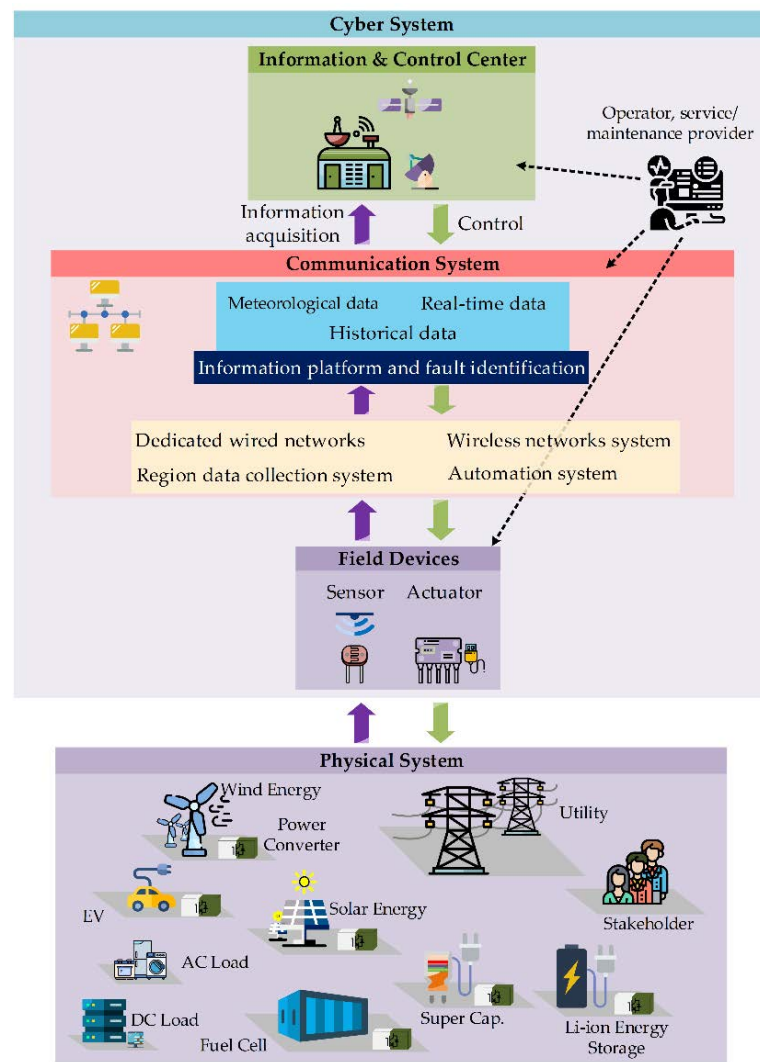 Cyber System
Information & Control Center
Operator, service/
maintenance provider
Information
acquisition
Control
Communication System
Meteorological data
Real-time data
Historical data
Information platform and fault identification
Dedicated wired networks
Wireless networks system
Region data collection system
Automation system
Field Devices
Sensor
Actuator
Physical System
Wind Energy
Power
Converter
Utility
EV
Solar Energy
Stakeholder
AC Load
DC Load
Fuel Cell
Super Cap.
Li-ion Energy
Storage